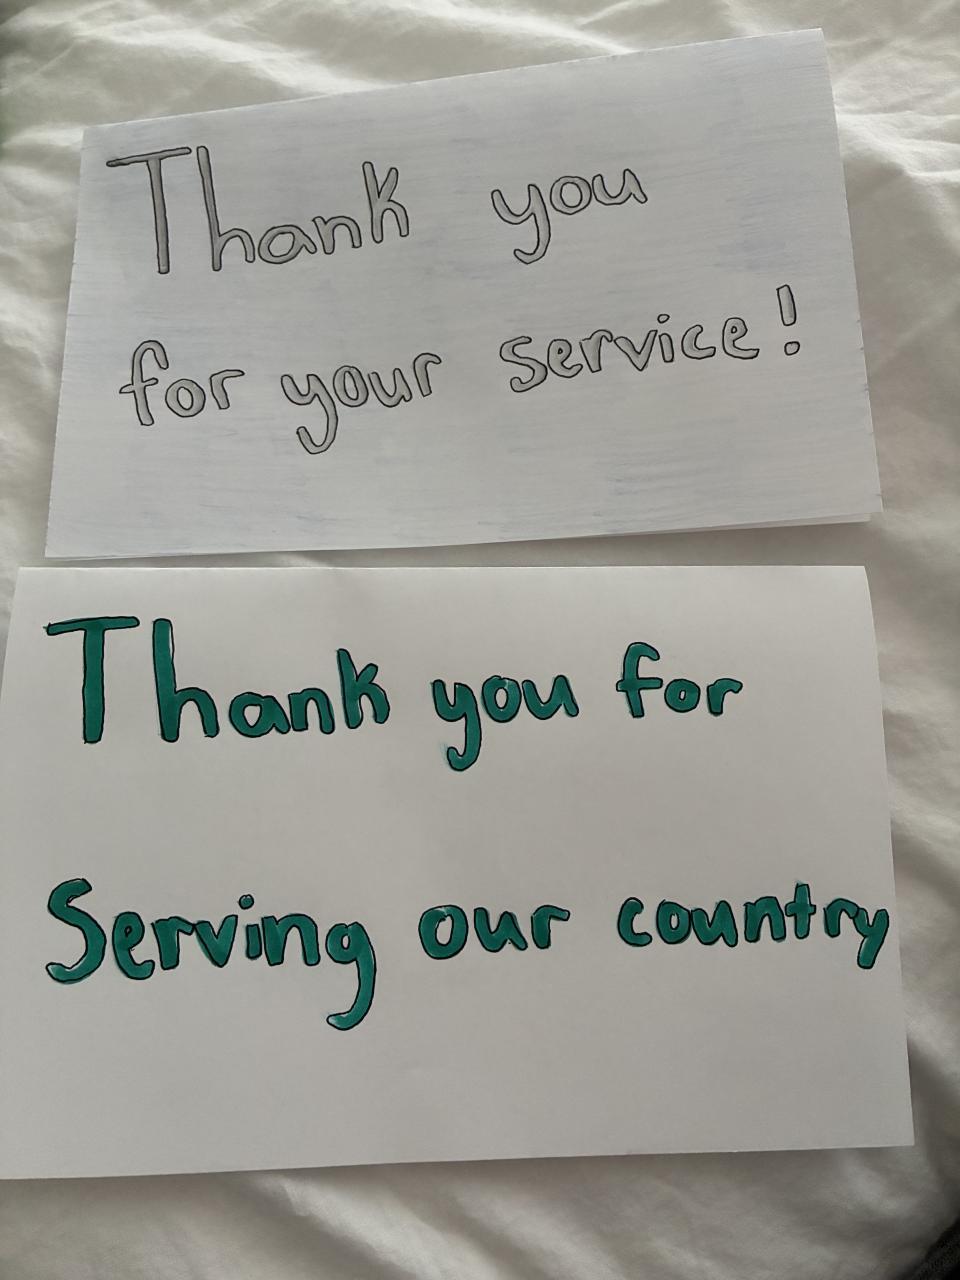 Thank you
for your service!
Thank you for
Serving our country